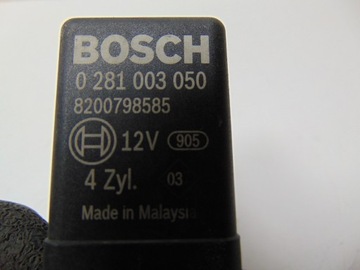 BOSCH
0 281 003 050
8200798585
12V 905
4 Zyl. 03
Made in Malaysia